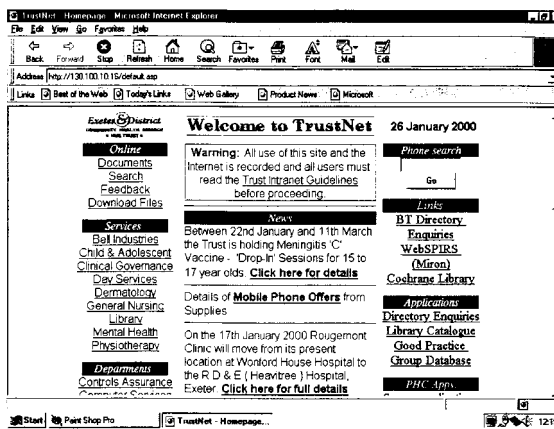 TrustNet - Homepage - Microsoft Internet Explorer
File Edit View Go Favorites Help
Back Forward Stop Refresh Home Search Favorites Print Font Mail Edit
Address http://130.100.10.16/default.asp
Links Best of the Web Today's Links Web Gallery Product News Microsoft
Exeter & District
COMMUNITY HEALTH SERVICE
NHS TRUST
Welcome to TrustNet
26 January 2000
Online
Documents
Search
Feedback
Download Files
Services
Bell Industries
Child & Adolescent
Clinical Governance
Day Services
Dermatology
General Nursing
Library
Mental Health
Physiotherapy
Departments
Controls Assurance
Computer Services
Warning: All use of this site and the
Internet is recorded and all users must
read the Trust Intranet Guidelines
before proceeding.
News
Between 22nd January and 11th March
the Trust is holding Meningitis 'C'
Vaccine - 'Drop-In' Sessions for 15 to
17 year olds. Click here for details
Details of Mobile Phone Offers from
Supplies
On the 17th January 2000 Rougemont
Clinic will move from its present
location at Wonford House Hospital to
the R D & E ( Heavitree ) Hospital,
Exeter. Click here for full details
Phone search
Go
Links
BT Directory
Enquiries
WebSPIRS
(Miron)
Cochrane Library
Applications
Directory Enquiries
Library Catalogue
Good Practice
Group Database
PHC Apps.
Start Paint Shop Pro TrustNet - Homepage...